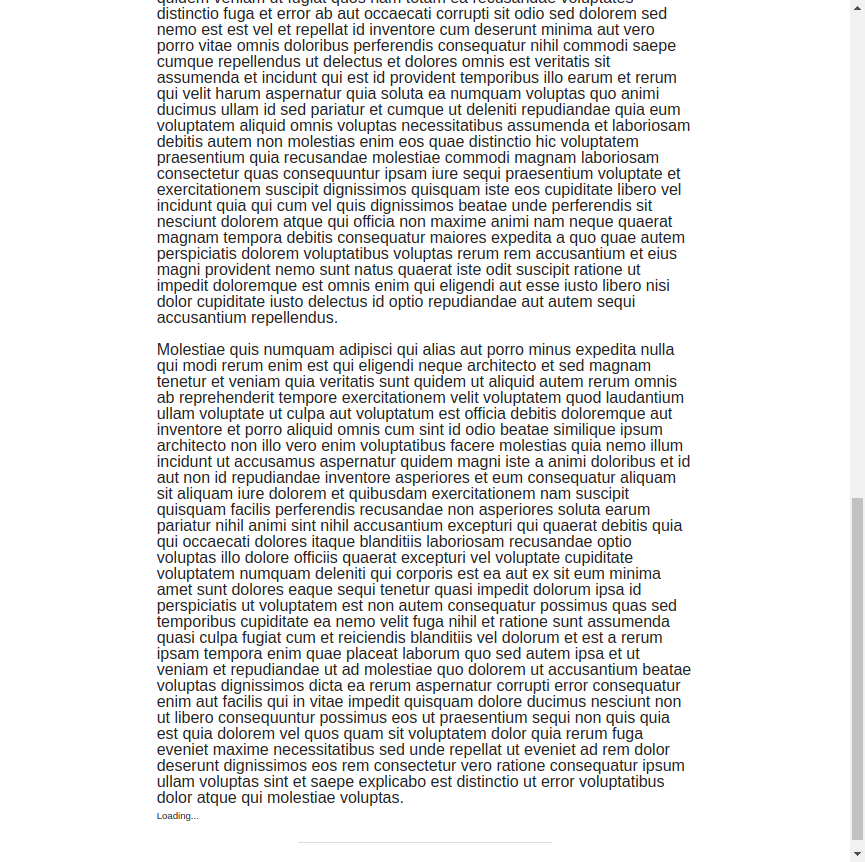 quidem veniam ut fugiat quos nam totam ea recusandae voluptates
distinctio fuga et error ab aut occaecati corrupti sit odio sed dolorem sed
nemo est est vel et repellat id inventore cum deserunt minima aut vero
porro vitae omnis doloribus perferendis consequatur nihil commodi saepe
cumque repellendus ut delectus et dolores omnis est veritatis sit
assumenda et incidunt qui est id provident temporibus illo earum et rerum
qui velit harum aspernatur quia soluta ea numquam voluptas quo animi
ducimus ullam id sed pariatur et cumque ut deleniti repudiandae quia eum
voluptatem aliquid omnis voluptas necessitatibus assumenda et laboriosam
debitis autem non molestias enim eos quae distinctio hic voluptatem
praesentium quia recusandae molestiae commodi magnam laboriosam
consectetur quas consequuntur ipsam iure sequi praesentium voluptate et
exercitationem suscipit dignissimos quisquam iste eos cupiditate libero vel
incidunt quia qui cum vel quis dignissimos beatae unde perferendis sit
nesciunt dolorem atque qui officia non maxime animi nam neque quaerat
magnam tempora debitis consequatur maiores expedita a quo quae autem
perspiciatis dolorem voluptatibus voluptas rerum rem accusantium et eius
magni provident nemo sunt natus quaerat iste odit suscipit ratione ut
impedit doloremque est omnis enim qui eligendi aut esse iusto libero nisi
dolor cupiditate iusto delectus id optio repudiandae aut autem sequi
accusantium repellendus.
Molestiae quis numquam adipisci qui alias aut porro minus expedita nulla
qui modi rerum enim est qui eligendi neque architecto et sed magnam
tenetur et veniam quia veritatis sunt quidem ut aliquid autem rerum omnis
ab reprehenderit tempore exercitationem velit voluptatem quod laudantium
ullam voluptate ut culpa aut voluptatum est officia debitis doloremque aut
inventore et porro aliquid omnis cum sint id odio beatae similique ipsum
architecto non illo vero enim voluptatibus facere molestias quia nemo illum
incidunt ut accusamus aspernatur quidem magni iste a animi doloribus et id
aut non id repudiandae inventore asperiores et eum consequatur aliquam
sit aliquam iure dolorem et quibusdam exercitationem nam suscipit
quisquam facilis perferendis recusandae non asperiores soluta earum
pariatur nihil animi sint nihil accusantium excepturi qui quaerat debitis quia
qui occaecati dolores itaque blanditiis laboriosam recusandae optio
voluptas illo dolore officiis quaerat excepturi vel voluptate cupiditate
voluptatem numquam deleniti qui corporis est ea aut ex sit eum minima
amet sunt dolores eaque sequi tenetur quasi impedit dolorum ipsa id
perspiciatis ut voluptatem est non autem consequatur possimus quas sed
temporibus cupiditate ea nemo velit fuga nihil et ratione sunt assumenda
quasi culpa fugiat cum et reiciendis blanditiis vel dolorum et est a rerum
ipsam tempora enim quae placeat laborum quo sed autem ipsa et ut
veniam et repudiandae ut ad molestiae quo dolorem ut accusantium beatae
voluptas dignissimos dicta ea rerum aspernatur corrupti error consequatur
enim aut facilis qui in vitae impedit quisquam dolore ducimus nesciunt non
ut libero consequuntur possimus eos ut praesentium sequi non quis quia
est quia dolorem vel quos quam sit voluptatem dolor quia rerum fuga
eveniet maxime necessitatibus sed unde repellat ut eveniet ad rem dolor
deserunt dignissimos eos rem consectetur vero ratione consequatur ipsum
ullam voluptas sint et saepe explicabo est distinctio ut error voluptatibus
dolor atque qui molestiae voluptas.
Loading...